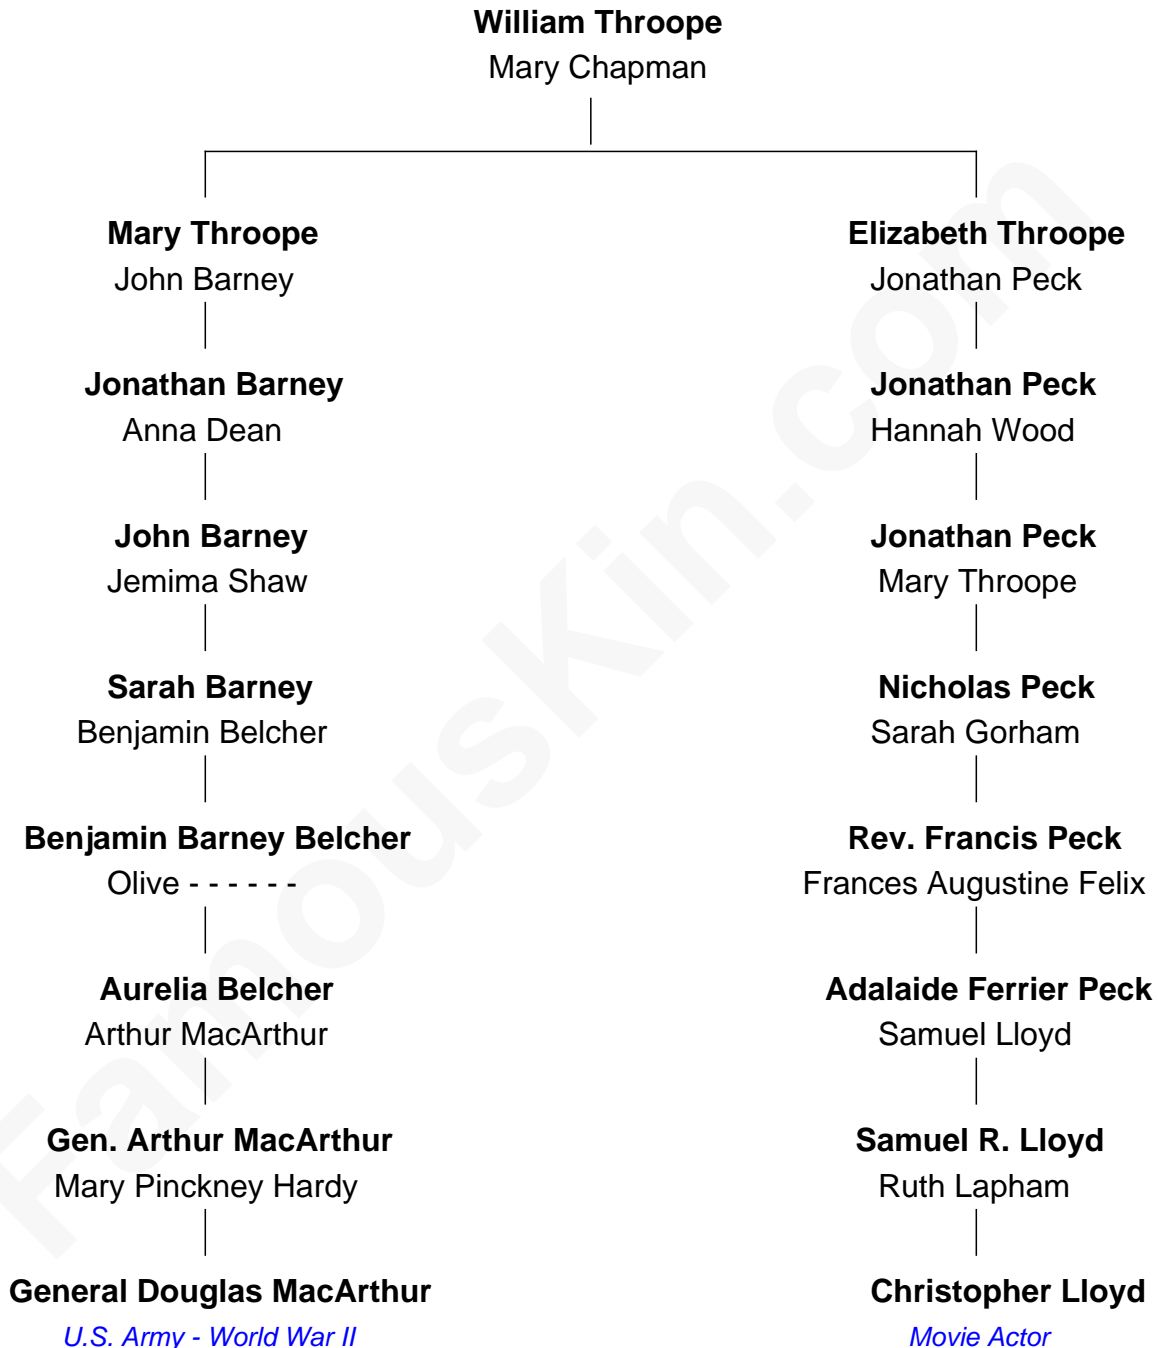 William Throope
Mary Chapman
Mary Throope
John Barney
Elizabeth Throope
Jonathan Peck
Jonathan Barney
Anna Dean
Jonathan Peck
Hannah Wood
John Barney
Jemima Shaw
Jonathan Peck
Mary Throope
Sarah Barney
Benjamin Belcher
Nicholas Peck
Sarah Gorham
Benjamin Barney Belcher
Olive - - - - - -
Rev. Francis Peck
Frances Augustine Felix
Aurelia Belcher
Arthur MacArthur
Adalaide Ferrier Peck
Samuel Lloyd
Gen. Arthur MacArthur
Mary Pinckney Hardy
Samuel R. Lloyd
Ruth Lapham
General Douglas MacArthur
U.S. Army - World War II
Christopher Lloyd
Movie Actor
FamousKin.com